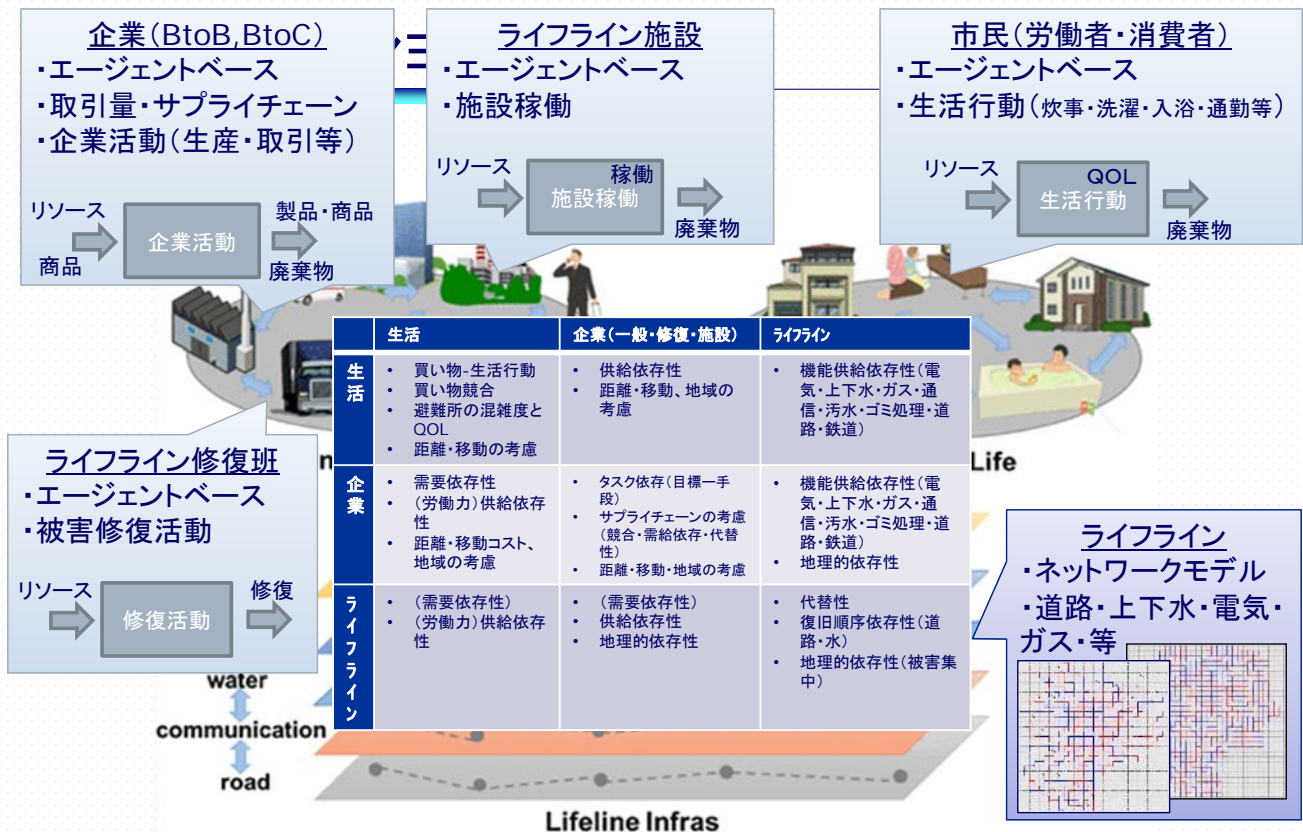 企業(BtoB,BtoC)
・エージェントベース
・取引量・サプライチェーン
・企業活動(生産・取引等)
リソース
商品
企業活動
製品・商品
廃棄物
ライフライン施設
・エージェントベース
・施設稼働
リソース
稼働
施設稼働
廃棄物
市民(労働者・消費者)
・エージェントベース
・生活行動(炊事・洗濯・入浴・通勤等)
リソース
QOL
生活行動
廃棄物
生活
企業(一般・修復・施設)
ライフライン
生活
• 買い物-生活行動
• 買い物競合
• 避難所の混雑度と
QOL
• 距離・移動の考慮
• 供給依存性
• 距離・移動、地域の
考慮
• 機能供給依存性(電
気・上下水・ガス・通
信・汚水・ゴミ処理・道
路・鉄道)
企業
• 需要依存性
• (労働力)供給依存
性
• 距離・移動コスト、
地域の考慮
• タスク依存(目標ー手
段)
• サプライチェーンの考慮
(競合・需給依存・代替
性)
• 距離・移動・地域の考慮
• 機能供給依存性(電
気・上下水・ガス・通
信・汚水・ゴミ処理・道
路・鉄道)
• 地理的依存性
ライフライン
• (需要依存性)
• (労働力)供給依存
性
• (需要依存性)
• 供給依存性
• 地理的依存性
• 代替性
• 復旧順序依存性(道
路・水)
• 地理的依存性(被害集
中)
ライフライン修復班
・エージェントベース
・被害修復活動
リソース
修復活動
修復
Life
ライフライン
・ネットワークモデル
・道路・上下水・電気・
ガス・等
water
communication
road
Lifeline Infras